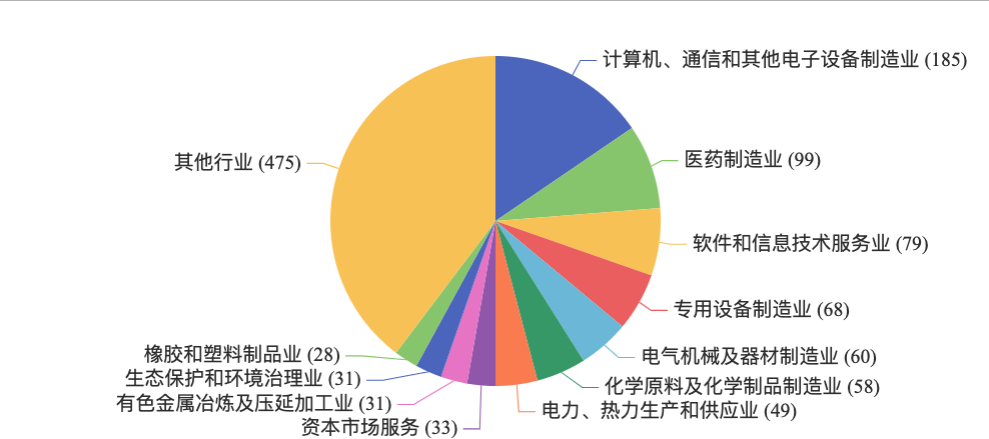 计算机、通信和其他电子设备制造业 (185)
医药制造业 (99)
其他行业 (475)
软件和信息技术服务业 (79)
专用设备制造业 (68)
橡胶和塑料制品业 (28)
电气机械及器材制造业 (60)
生态保护和环境治理业 (31)
化学原料及化学制品制造业 (58)
有色金属冶炼及压延加工业 (31)
电力、热力生产和供应业 (49)
资本市场服务 (33)